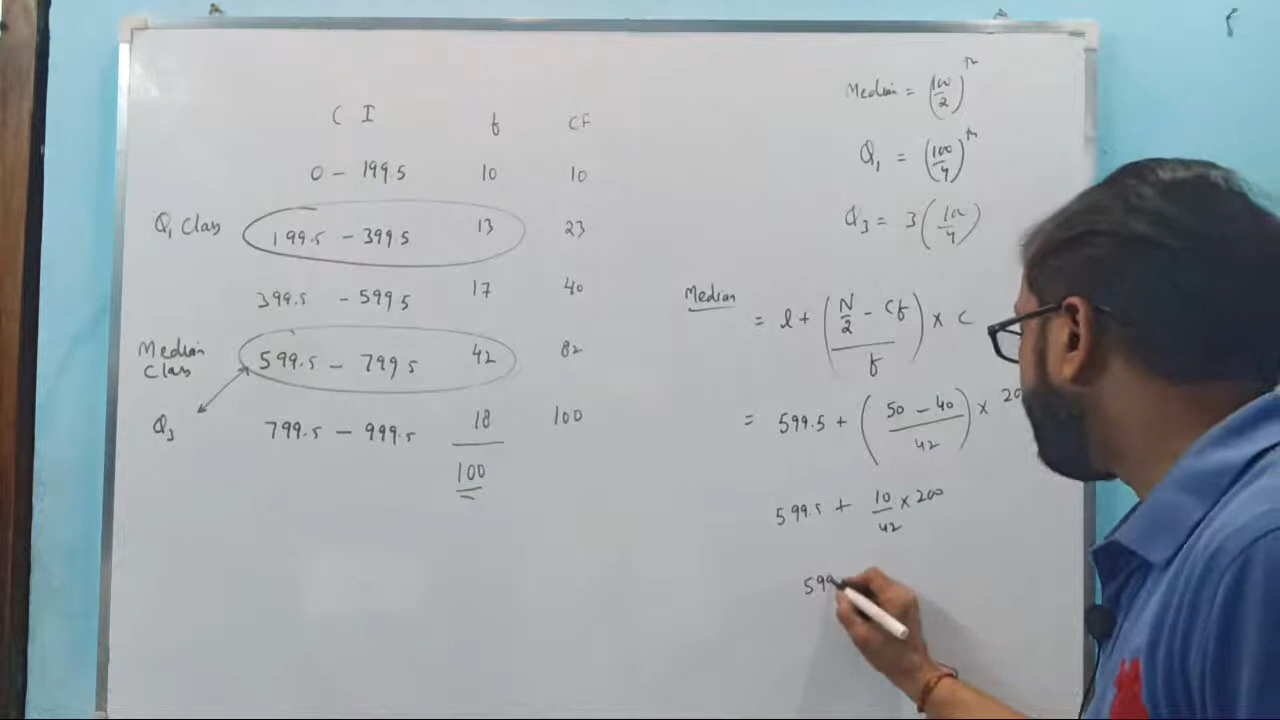 C I f CF
0 - 199.5 10 10
Q1 Class 199.5 - 399.5 13 23
399.5 - 599.5 17 40
Median Class 599.5 - 799.5 42 82
Q3 799.5 - 999.5 18 100
100
Median = (100/2)th
Q1 = (100/4)th
Q3 = 3(100/4)
Median = l + ((N/2 - Cf)/f) × C
= 599.5 + ((50 - 40)/42) ×
599.5 + 10/42 × 200
599